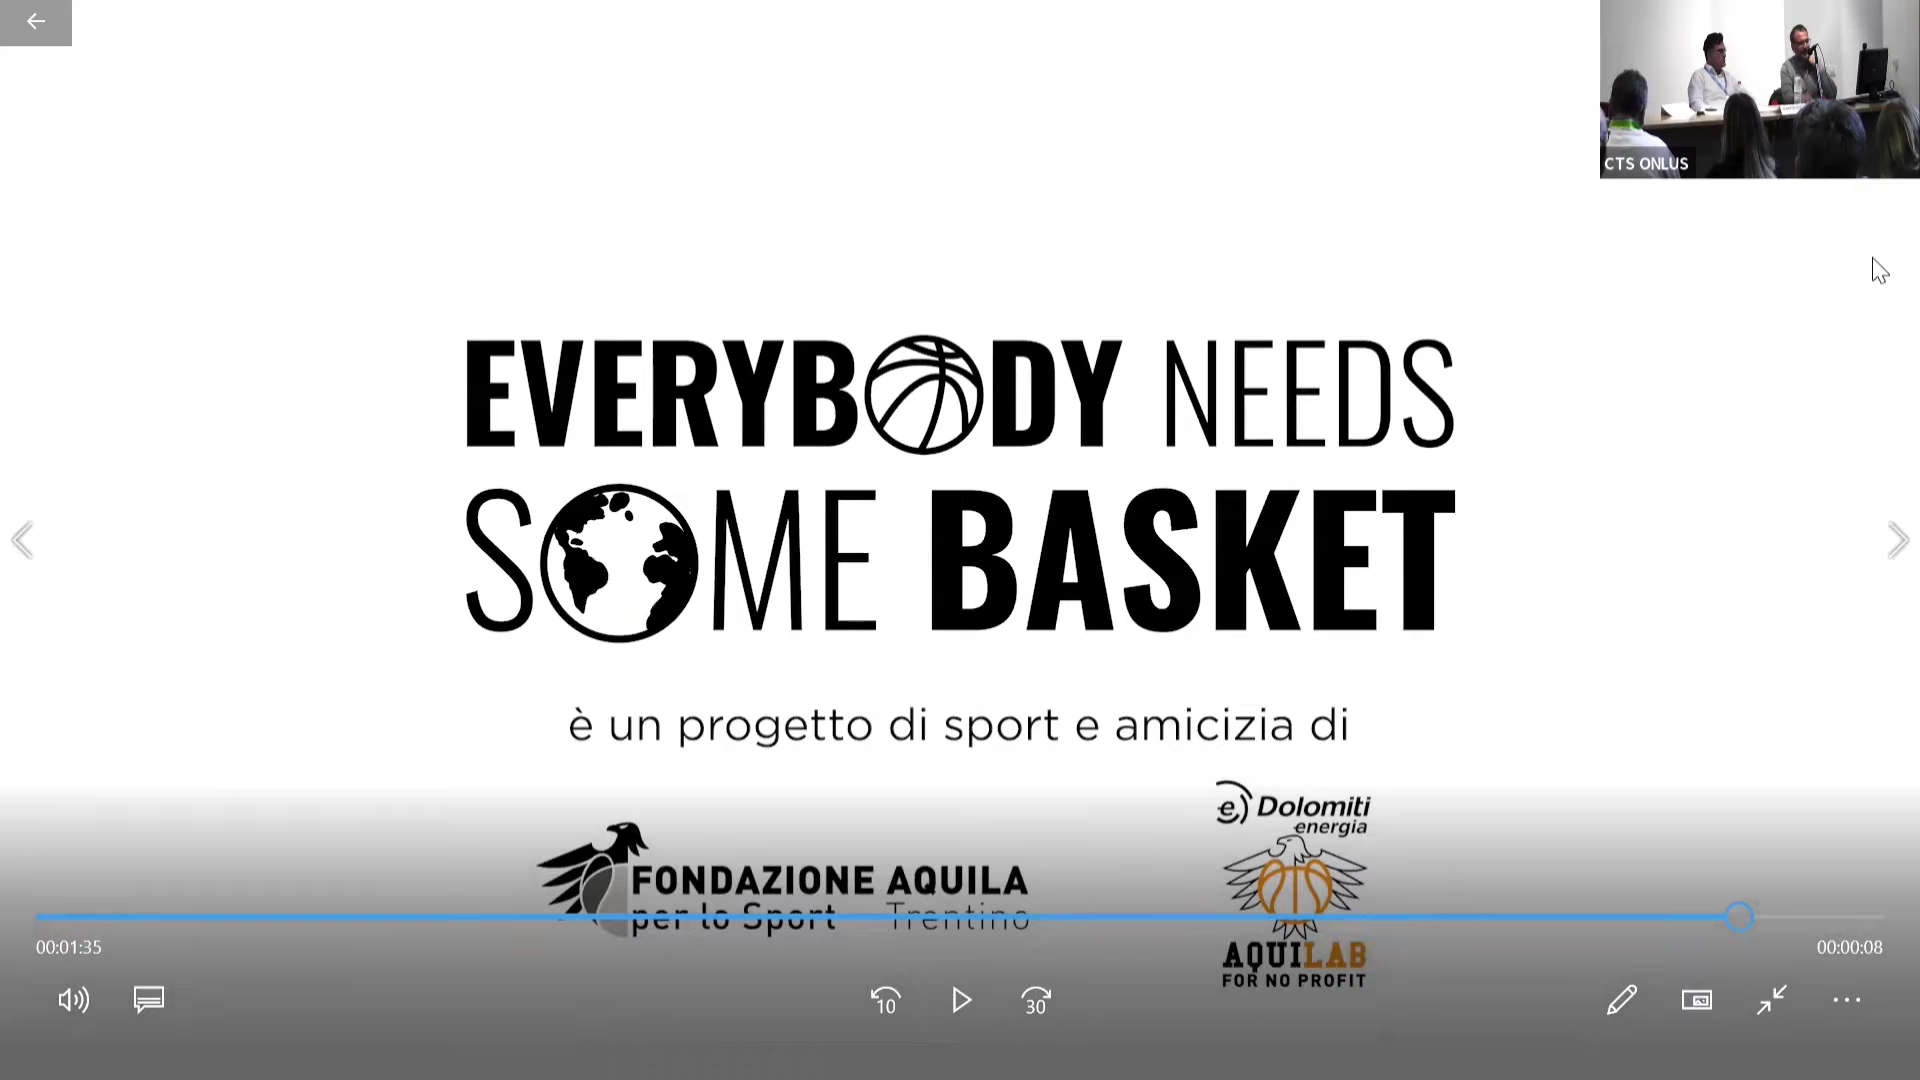 CTS ONLUS
EVERYBODY NEEDS
SOME BASKET
è un progetto di sport e amicizia di
Dolomiti
energia
FONDAZIONE AQUILA
per lo Sport Trentino
AQUILAB
FOR NO PROFIT
00:01:35
00:00:08
10
30